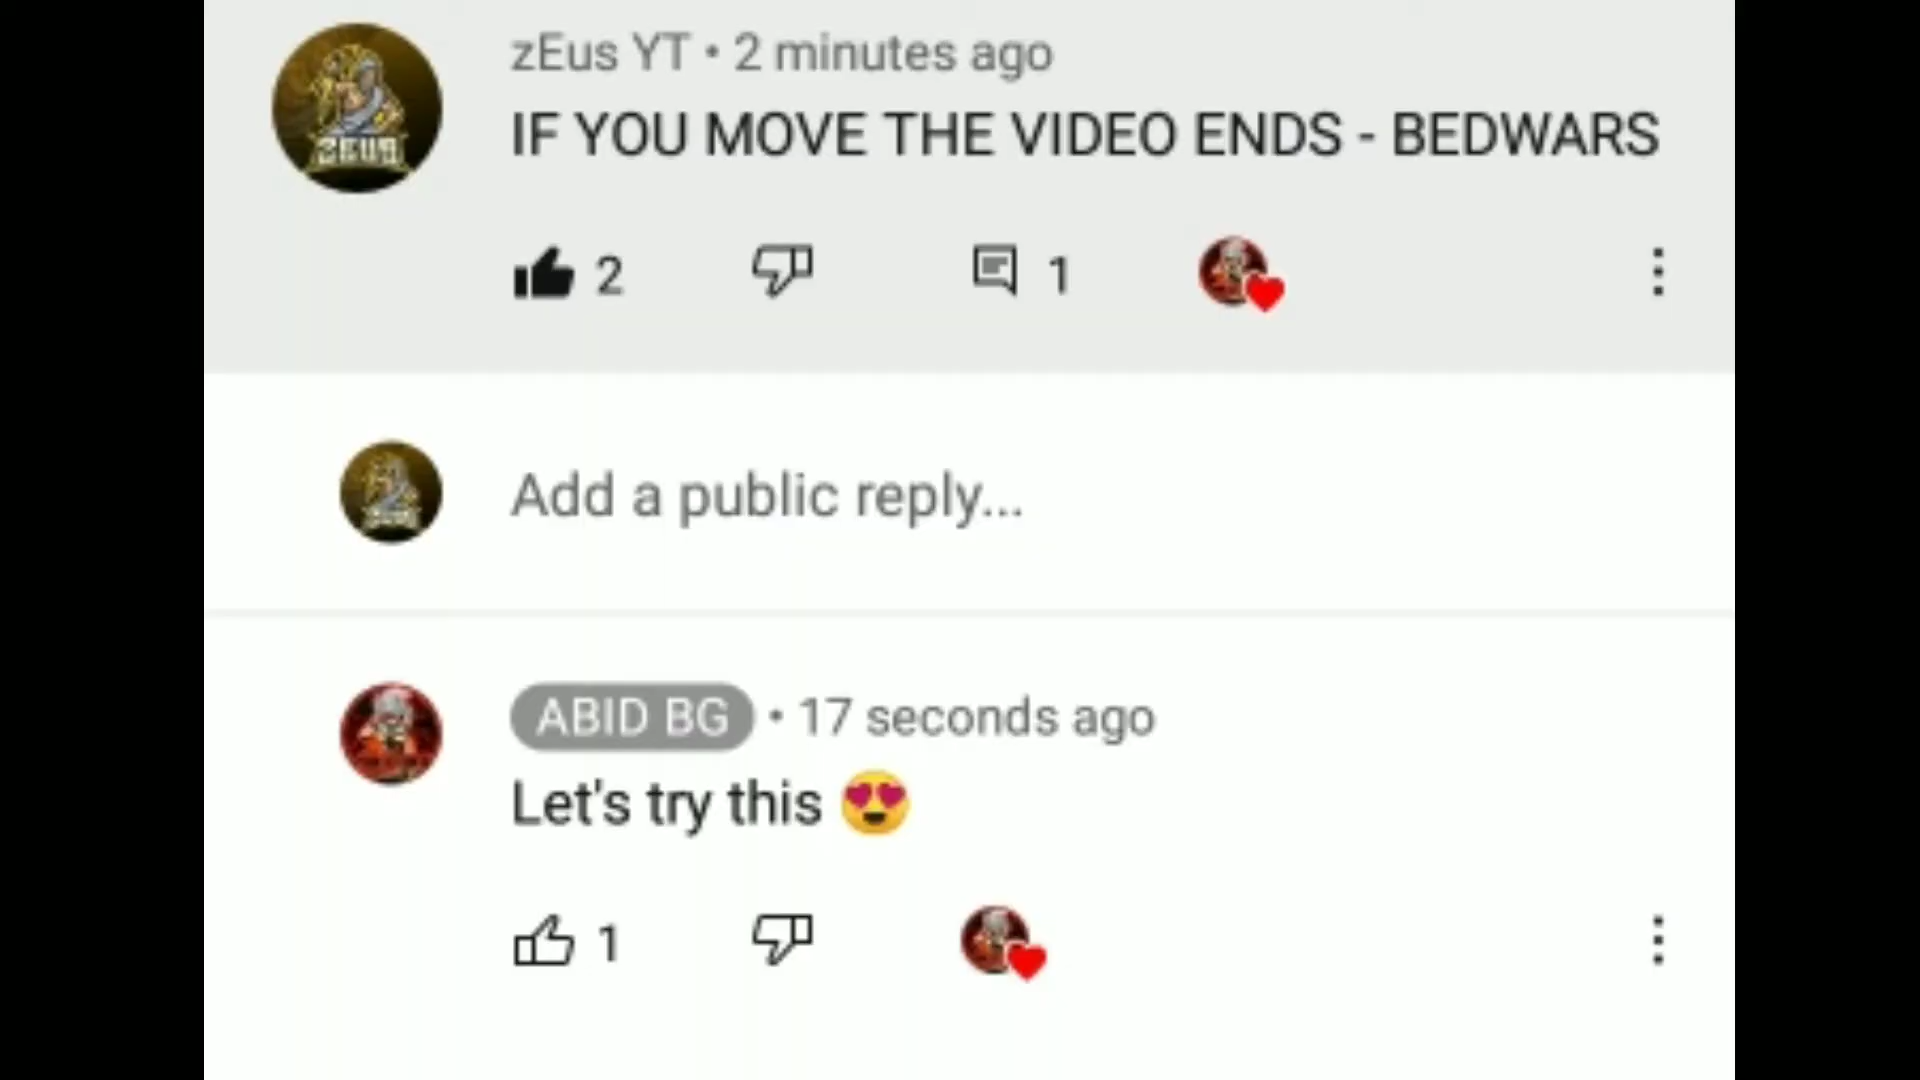 zEus YT • 2 minutes ago
IF YOU MOVE THE VIDEO ENDS - BEDWARS
ZEUS
2
1
Add a public reply...
ABID BG • 17 seconds ago
Let's try this 😍
1